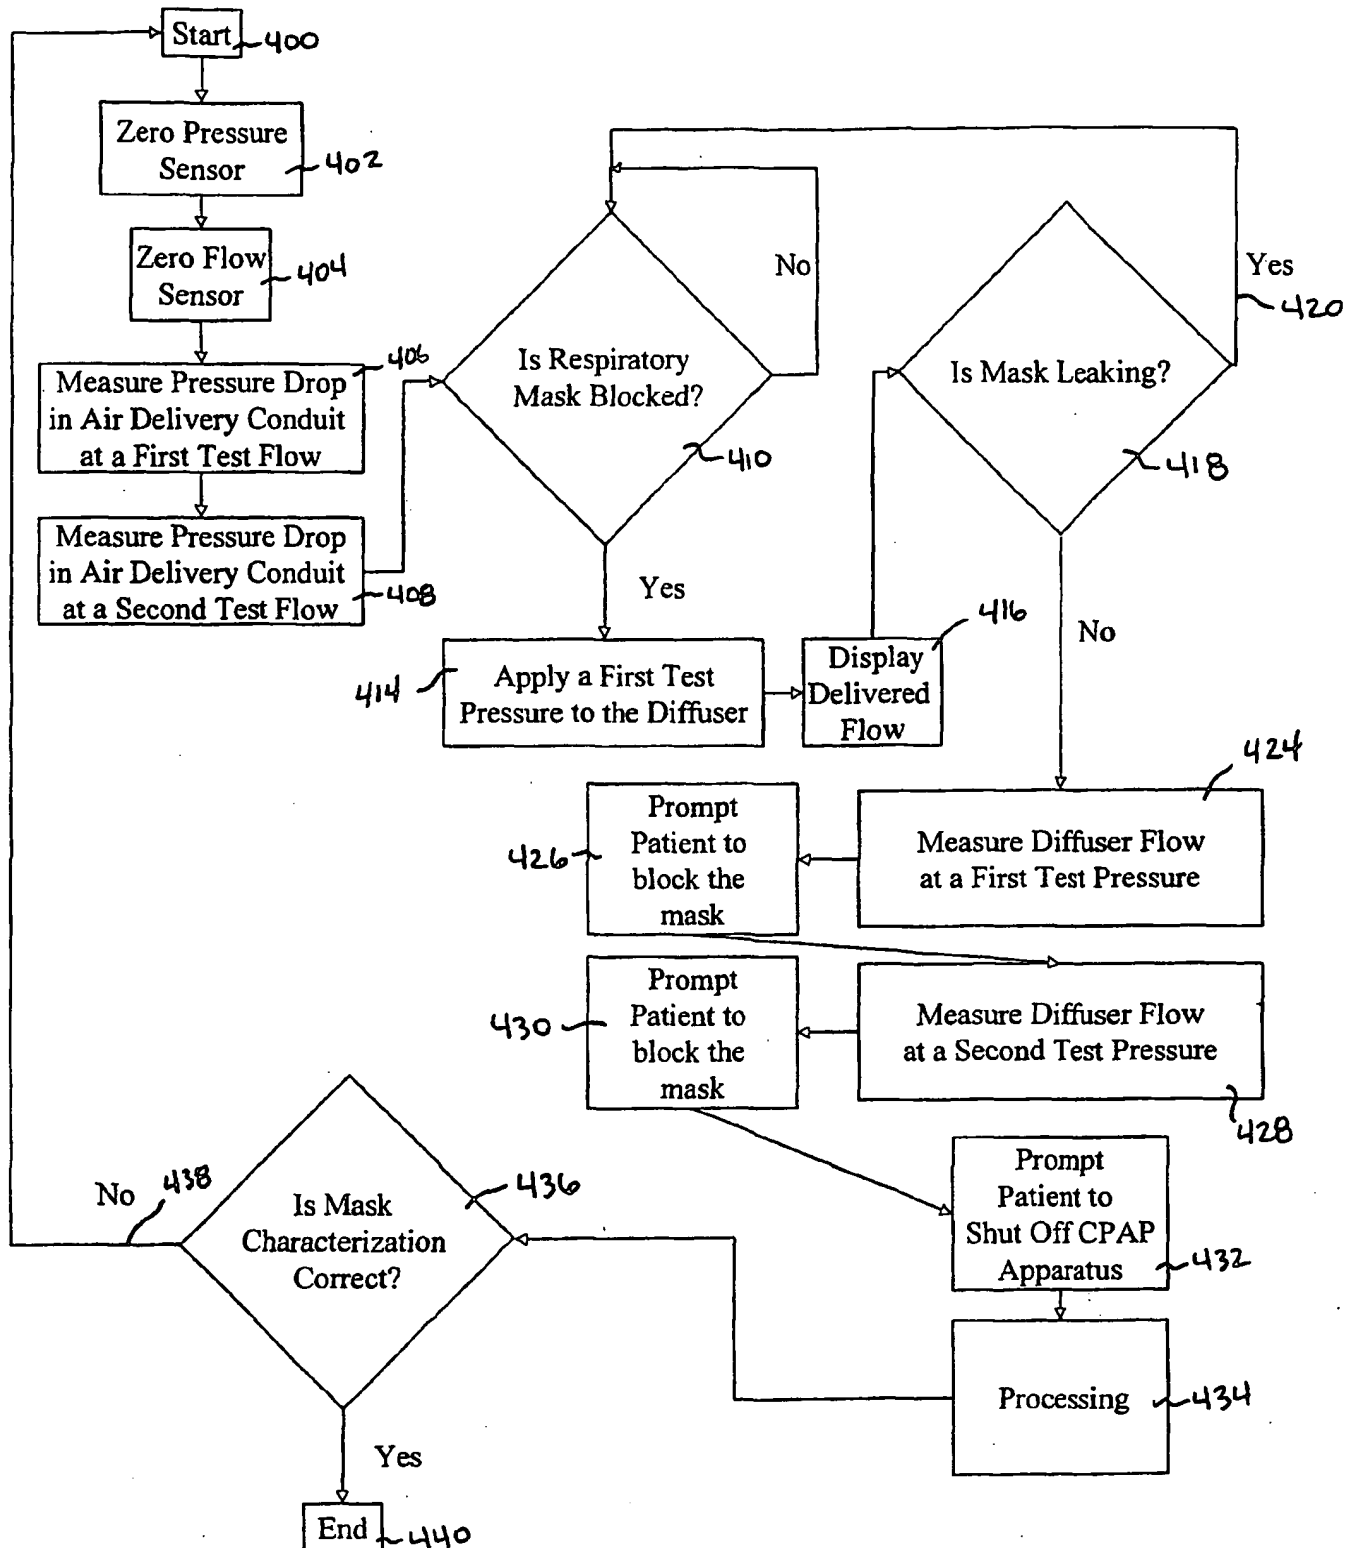 Start
400
Zero Pressure
Sensor
402
Zero Flow
Sensor
404
406
Measure Pressure Drop
in Air Delivery Conduit
at a First Test Flow
Measure Pressure Drop
in Air Delivery Conduit
at a Second Test Flow
408
Is Respiratory
Mask Blocked?
410
No
Yes
Apply a First Test
Pressure to the Diffuser
414
Display
Delivered
Flow
416
Is Mask Leaking?
418
Yes
420
No
424
Measure Diffuser Flow
at a First Test Pressure
Prompt
Patient to
block the
mask
426
Measure Diffuser Flow
at a Second Test Pressure
428
Prompt
Patient to
block the
mask
430
Prompt
Patient to
Shut Off CPAP
Apparatus
432
Processing
434
Is Mask
Characterization
Correct?
436
No
438
Yes
End
440